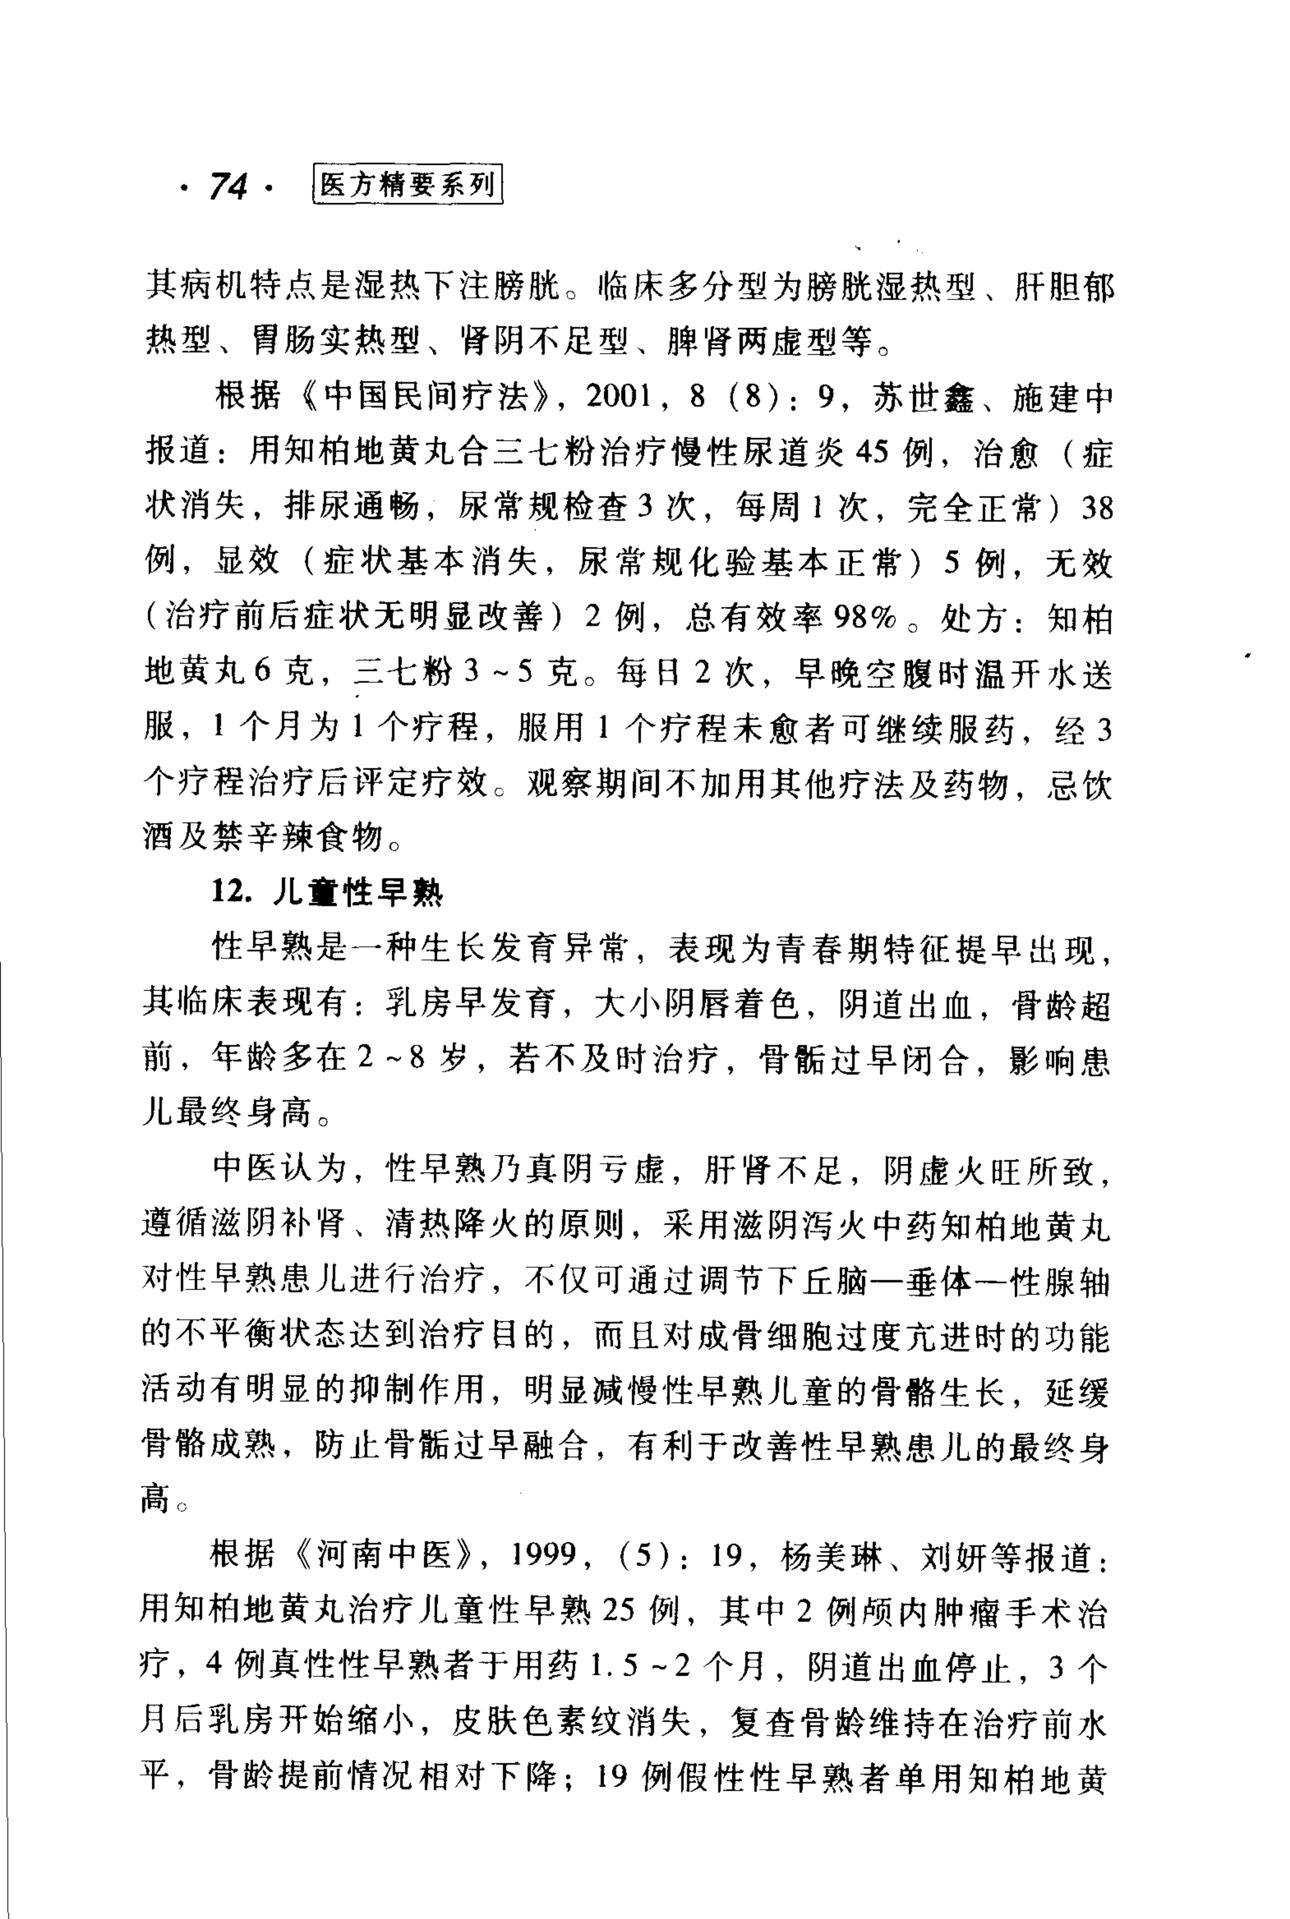 ·74· 医方精要系列
其病机特点是湿热下注膀胱。临床多分型为膀胱湿热型、肝胆郁
热型、胃肠实热型、肾阴不足型、脾肾两虚型等。
根据《中国民间疗法》，2001，8（8）：9，苏世鑫、施建中
报道：用知柏地黄丸合三七粉治疗慢性尿道炎45例，治愈（症
状消失，排尿通畅，尿常规检查3次，每周1次，完全正常）38
例，显效（症状基本消失，尿常规化验基本正常）5例，无效
（治疗前后症状无明显改善）2例，总有效率98%。处方：知柏
地黄丸6克，三七粉3~5克。每日2次，早晚空腹时温开水送
服，1个月为1个疗程，服用1个疗程未愈者可继续服药，经3
个疗程治疗后评定疗效。观察期间不加用其他疗法及药物，忌饮
酒及禁辛辣食物。
12. 儿童性早熟
性早熟是一种生长发育异常，表现为青春期特征提早出现，
其临床表现有：乳房早发育，大小阴唇着色，阴道出血，骨龄超
前，年龄多在2~8岁，若不及时治疗，骨骺过早闭合，影响患
儿最终身高。
中医认为，性早熟乃真阴亏虚，肝肾不足，阴虚火旺所致，
遵循滋阴补肾、清热降火的原则，采用滋阴泻火中药知柏地黄丸
对性早熟患儿进行治疗，不仅可通过调节下丘脑—垂体—性腺轴
的不平衡状态达到治疗目的，而且对成骨细胞过度亢进时的功能
活动有明显的抑制作用，明显减慢性早熟儿童的骨骼生长，延缓
骨骼成熟，防止骨骺过早融合，有利于改善性早熟患儿的最终身
高。
根据《河南中医》，1999，（5）：19，杨美琳、刘妍等报道：
用知柏地黄丸治疗儿童性早熟25例，其中2例颅内肿瘤手术治
疗，4例真性性早熟者于用药1.5~2个月，阴道出血停止，3个
月后乳房开始缩小，皮肤色素纹消失，复查骨龄维持在治疗前水
平，骨龄提前情况相对下降；19例假性性早熟者单用知柏地黄